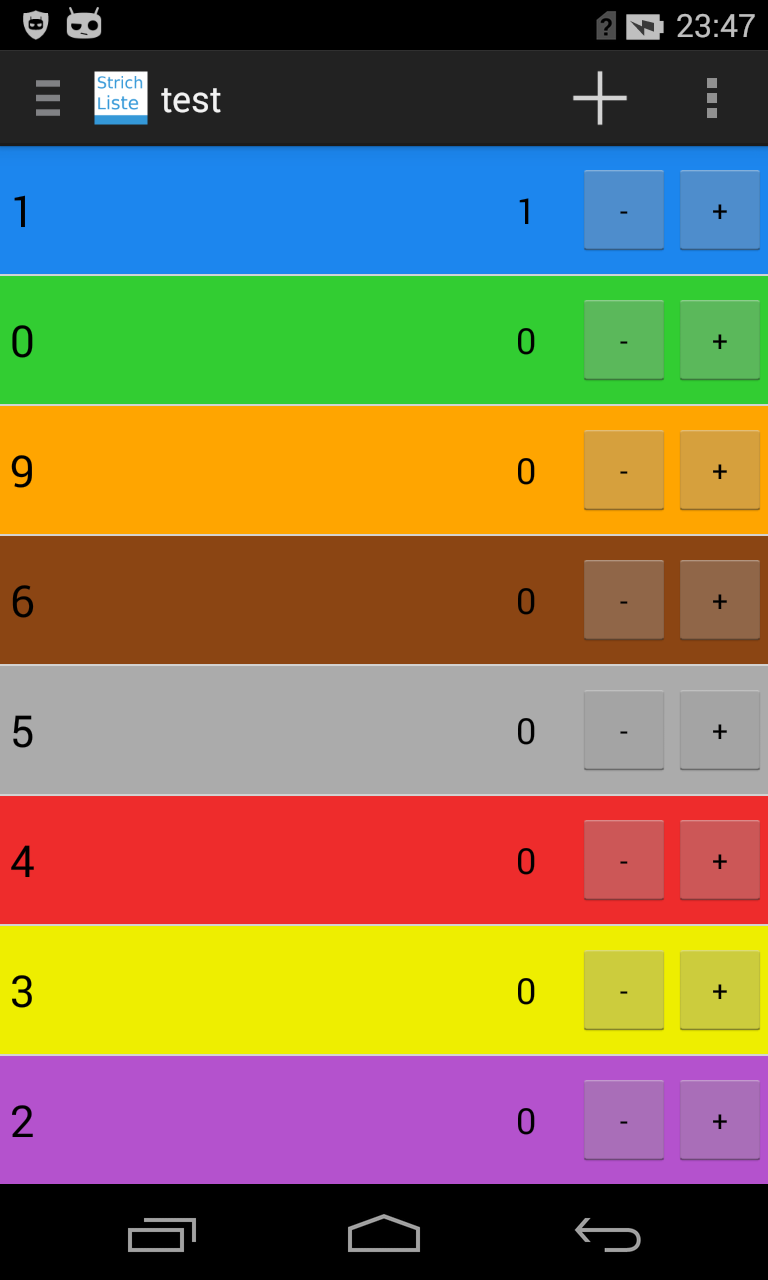 ? 23:47
Strich
Liste
test
1 1 - +
0 0 - +
9 0 - +
6 0 - +
5 0 - +
4 0 - +
3 0 - +
2 0 - +